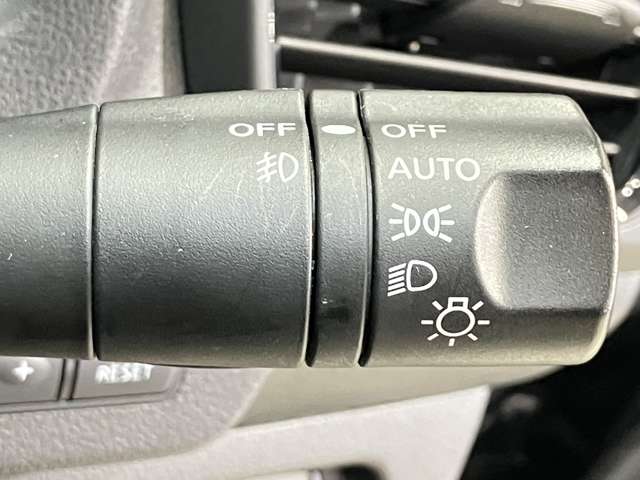 OFF OFF
AUTO
+ RESET